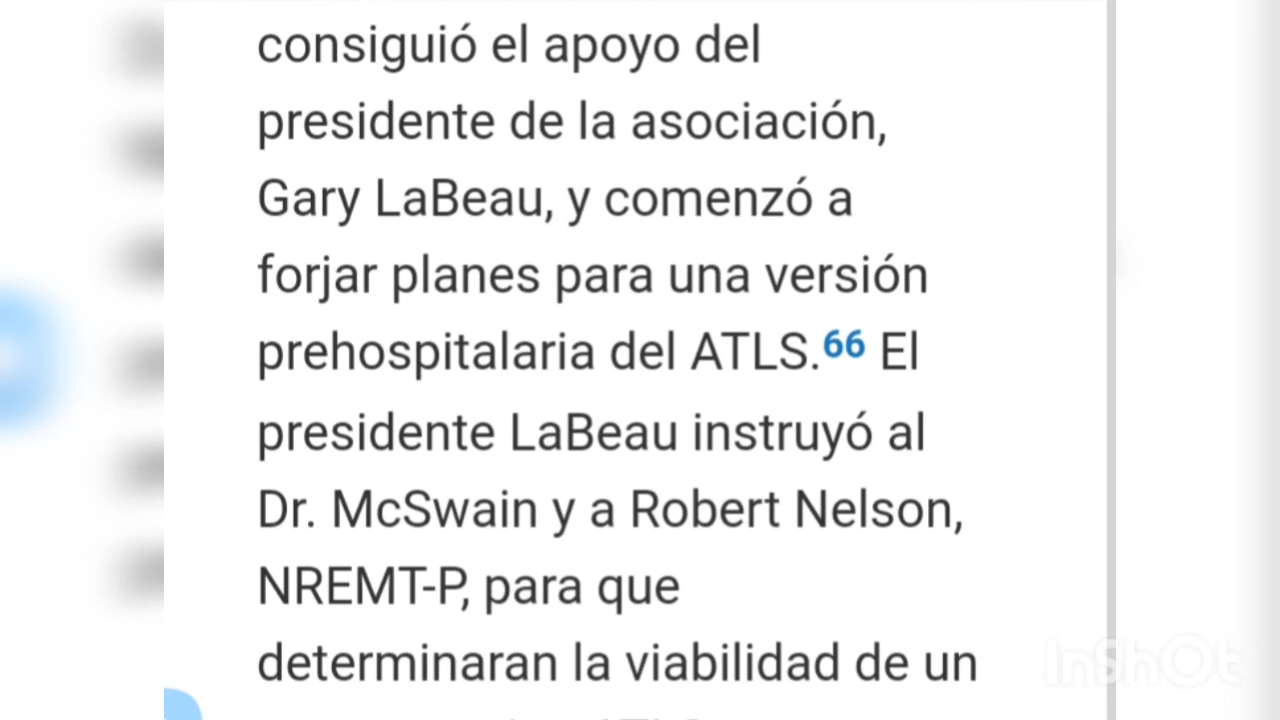 consiguió el apoyo del
presidente de la asociación,
Gary LaBeau, y comenzó a
forjar planes para una versión
prehospitalaria del ATLS.66 El
presidente LaBeau instruyó al
Dr. McSwain y a Robert Nelson,
NREMT-P, para que
determinaran la viabilidad de un
InShOt